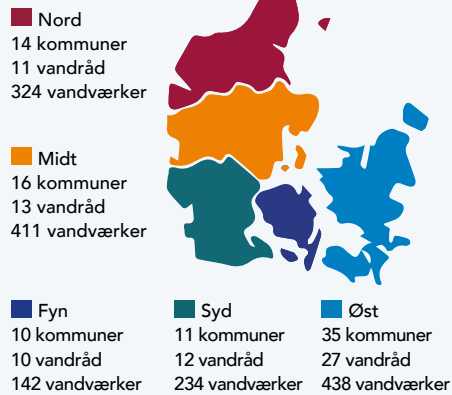 Nord
14 kommuner
11 vandråd
324 vandværker
Midt
16 kommuner
13 vandråd
411 vandværker
Fyn
10 kommuner
10 vandråd
142 vandværker
Syd
11 kommuner
12 vandråd
234 vandværker
Øst
35 kommuner
27 vandråd
438 vandværker